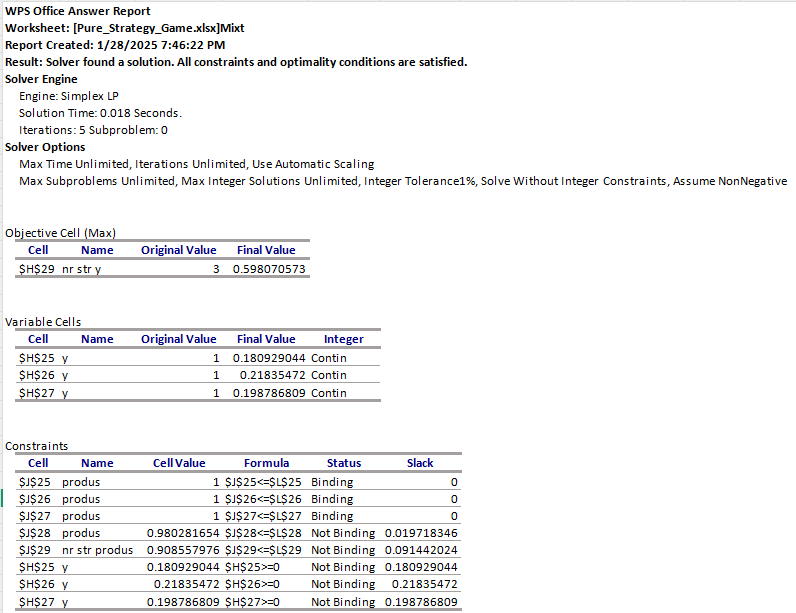 WPS Office Answer Report
Worksheet: [Pure_Strategy_Game.xlsx]Mixt
Report Created: 1/28/2025 7:46:22 PM
Result: Solver found a solution. All constraints and optimality conditions are satisfied.
Solver Engine
Engine: Simplex LP
Solution Time: 0.018 Seconds.
Iterations: 5 Subproblem: 0
Solver Options
Max Time Unlimited, Iterations Unlimited, Use Automatic Scaling
Max Subproblems Unlimited, Max Integer Solutions Unlimited, Integer Tolerance1%, Solve Without Integer Constraints, Assume NonNegative
Objective Cell (Max)
Cell Name Original Value Final Value
$H$29 nr str y 3 0.598070573
Variable Cells
Cell Name Original Value Final Value Integer
$H$25 y 1 0.180929044 Contin
$H$26 y 1 0.21835472 Contin
$H$27 y 1 0.198786809 Contin
Constraints
Cell Name Cell Value Formula Status Slack
$J$25 produs 1 $J$25<=$L$25 Binding 0
$J$26 produs 1 $J$26<=$L$26 Binding 0
$J$27 produs 1 $J$27<=$L$27 Binding 0
$J$28 produs 0.980281654 $J$28<=$L$28 Not Binding 0.019718346
$J$29 nr str produs 0.908557976 $J$29<=$L$29 Not Binding 0.091442024
$H$25 y 0.180929044 $H$25>=0 Not Binding 0.180929044
$H$26 y 0.21835472 $H$26>=0 Not Binding 0.21835472
$H$27 y 0.198786809 $H$27>=0 Not Binding 0.198786809